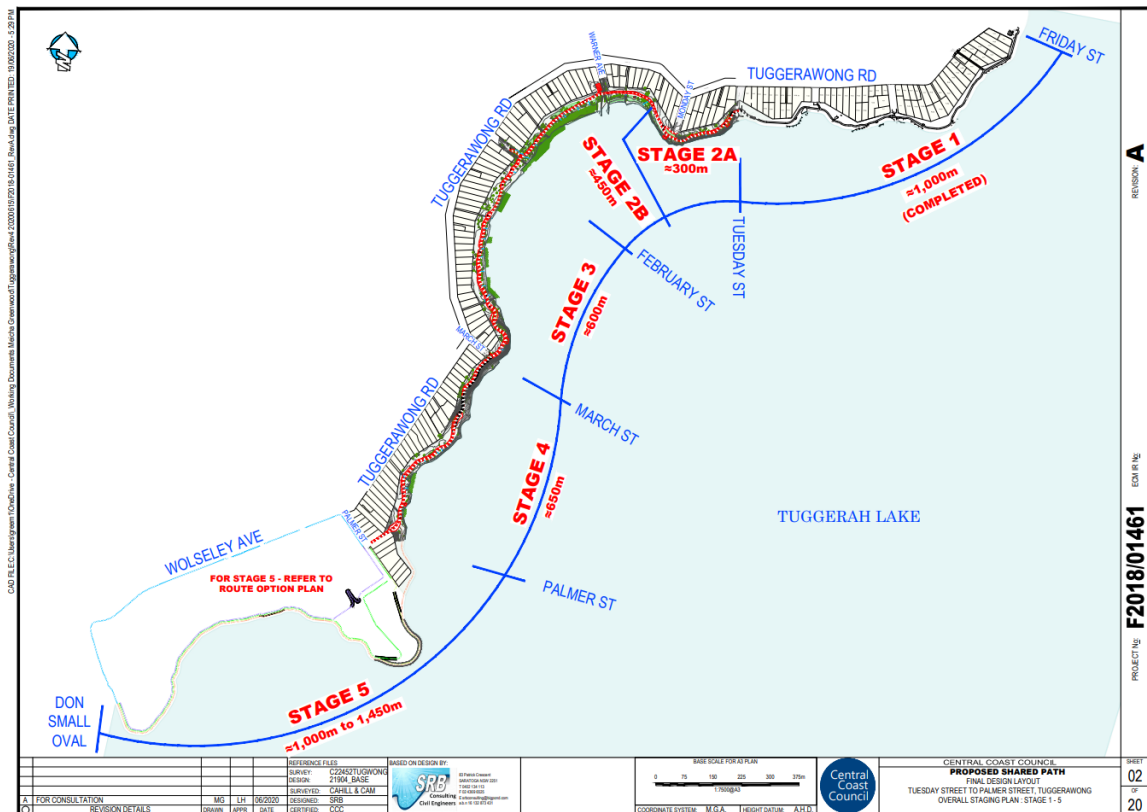 FRIDAY ST
WARNER AVE
TUGGERAWONG RD
MONDAY ST
TUGGERAWONG RD
STAGE 1
≈1,000m
(COMPLETED)
STAGE 2A
≈300m
STAGE 2B
≈450m
TUESDAY ST
FEBRUARY ST
STAGE 3
≈600m
MARCH ST
MARCH ST
TUGGERAWONG RD
STAGE 4
≈650m
TUGGERAH LAKE
PALMER ST
WOLSELEY AVE
FOR STAGE 5 - REFER TO
ROUTE OPTION PLAN
PALMER ST
STAGE 5
≈1,000m to 1,450m
DON
SMALL
OVAL
REVISION: A
ECM IR No:
PROJECT No: F2018/01461
A FOR CONSULTATION MG LH 06/2020
REVISION DETAILS DRAWN APPR DATE
REFERENCE FILES
SURVEY: C22452TUGWONG
DESIGN: 21904_BASE
SURVEYED: CAHILL & CAM
DESIGNED: SRB
CERTIFIED: CCC
BASED ON DESIGN BY:
SRB
Consulting
Civil Engineers
BASE SCALE FOR A3 PLAN
0 75 150 225 300 375m
1:7500@A3
COORDINATE SYSTEM: M.G.A. HEIGHT DATUM: A.H.D.
Central
Coast
Council
CENTRAL COAST COUNCIL
PROPOSED SHARED PATH
FINAL DESIGN LAYOUT
TUESDAY STREET TO PALMER STREET, TUGGERAWONG
OVERALL STAGING PLAN : STAGE 1 - 5
SHEET
02
OF